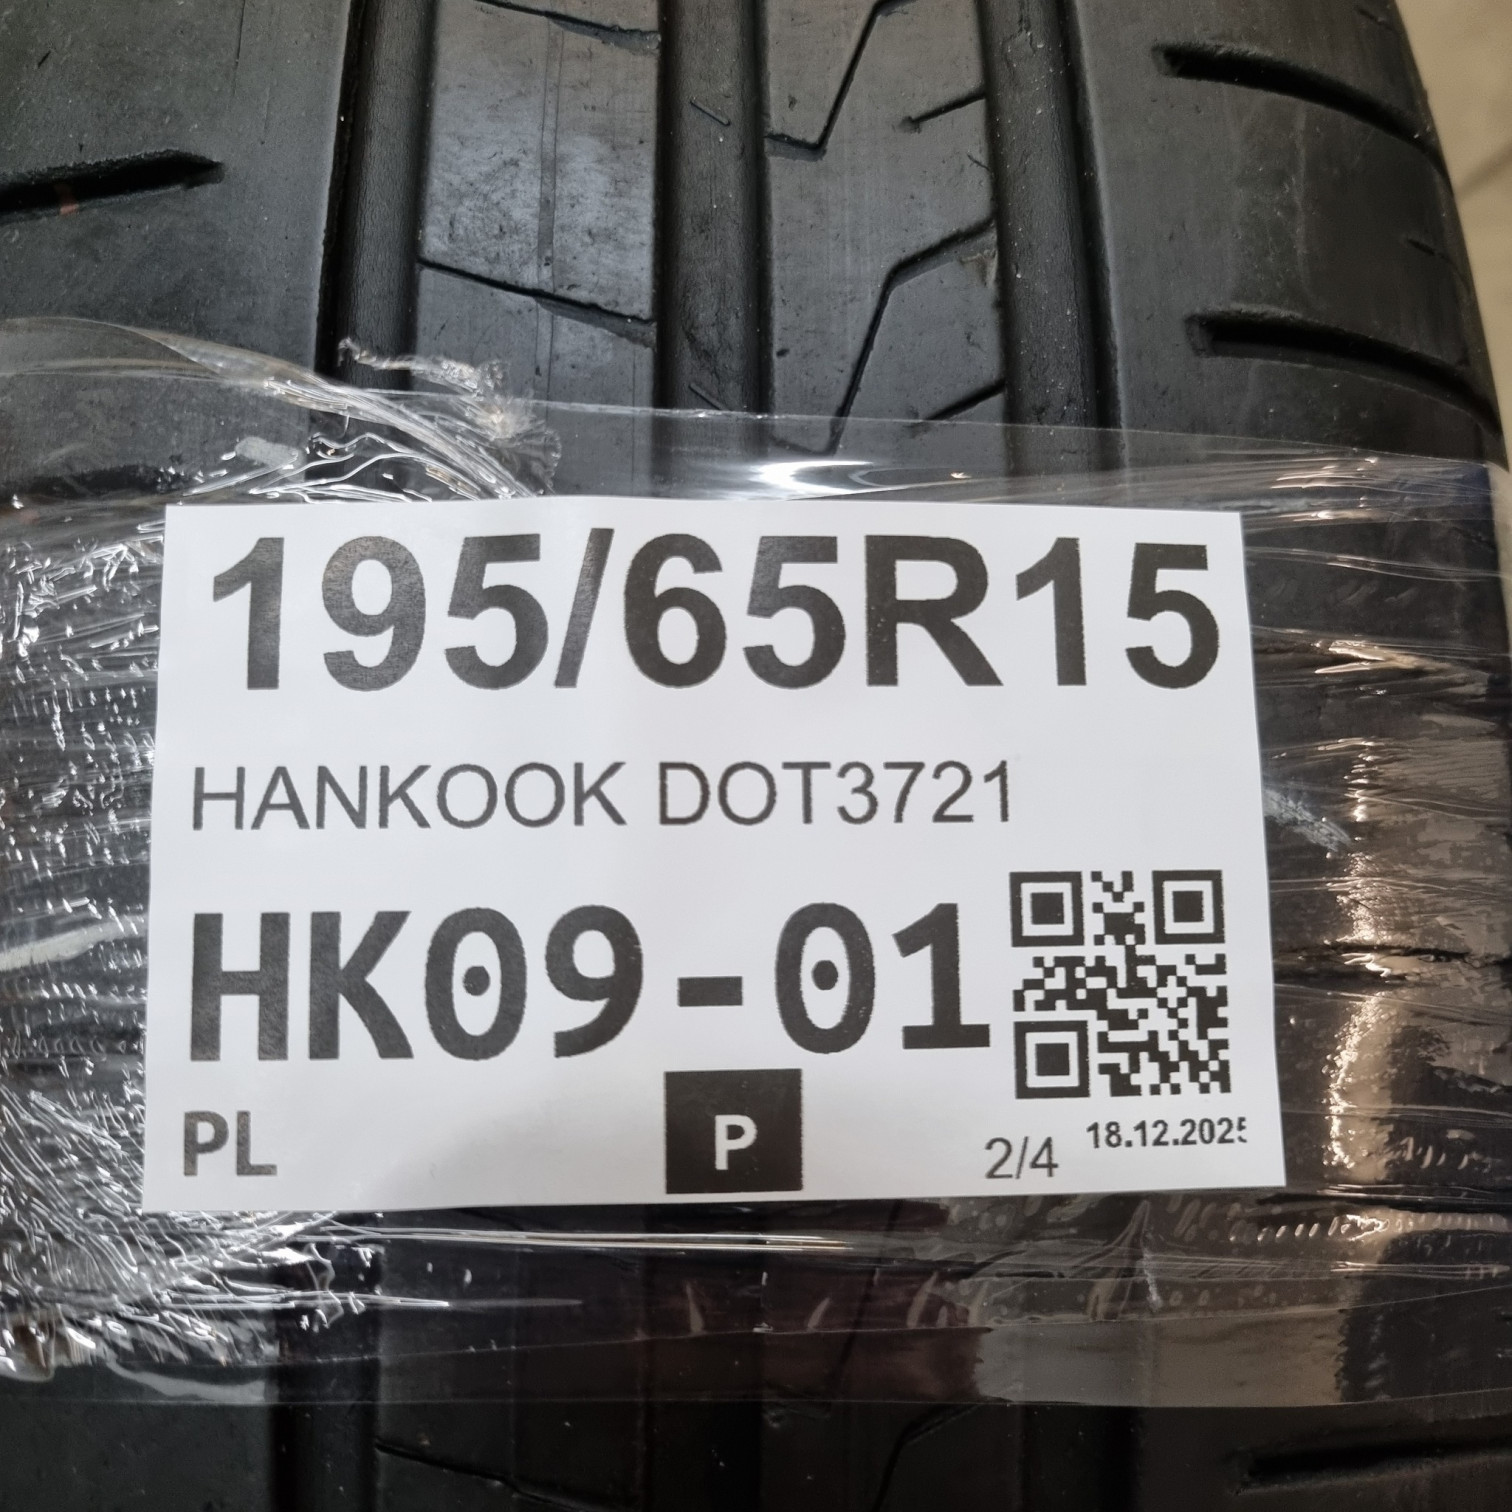 195/65R15
HANKOOK DOT3721
HK09-01
PL
P
2/4
18.12.2025